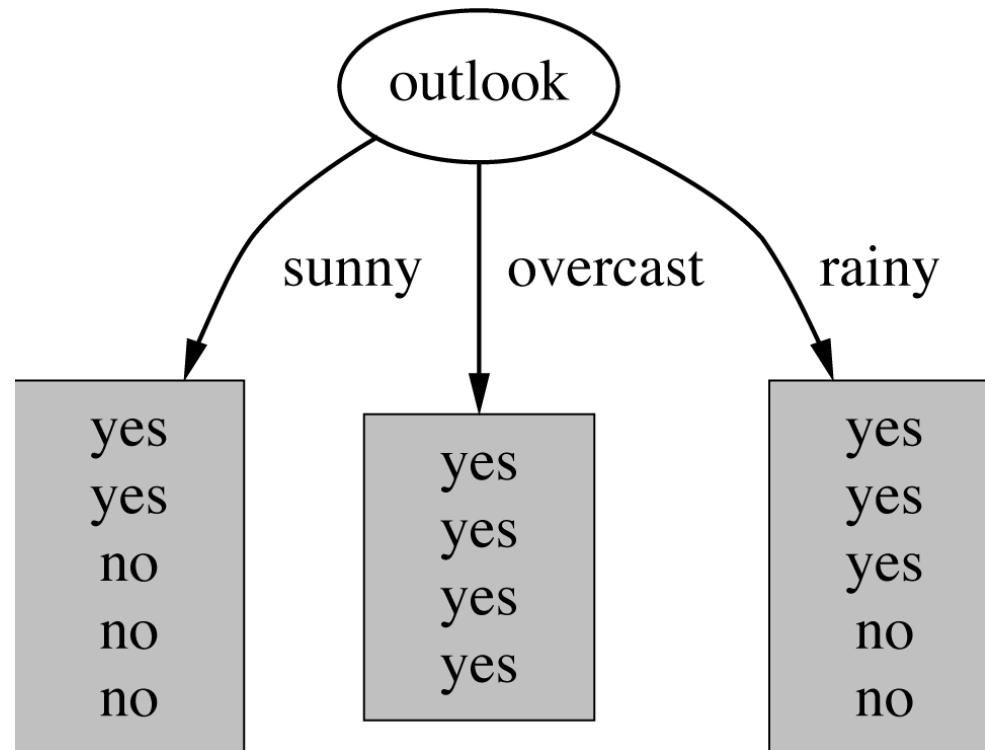 outlook
sunny overcast rainy
yes
yes
no
no
no
yes
yes
yes
yes
yes
yes
yes
no
no